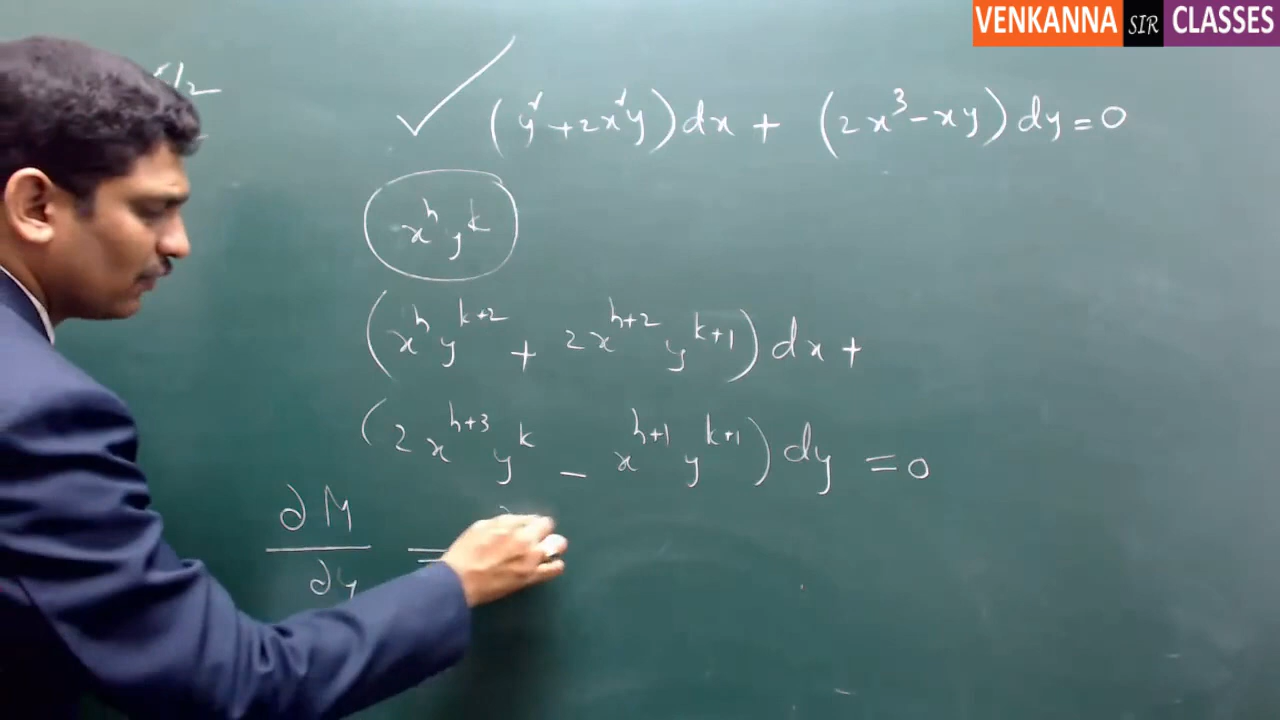 VENKANNA SIR CLASSES
(y² + 2x²y) dx + (2x³ - xy) dy = 0
x^h y^k
(x^h y^{k+2} + 2x^{h+2} y^{k+1}) dx +
(2x^{h+3} y^k - x^{h+1} y^{k+1}) dy = 0
∂M/∂y =